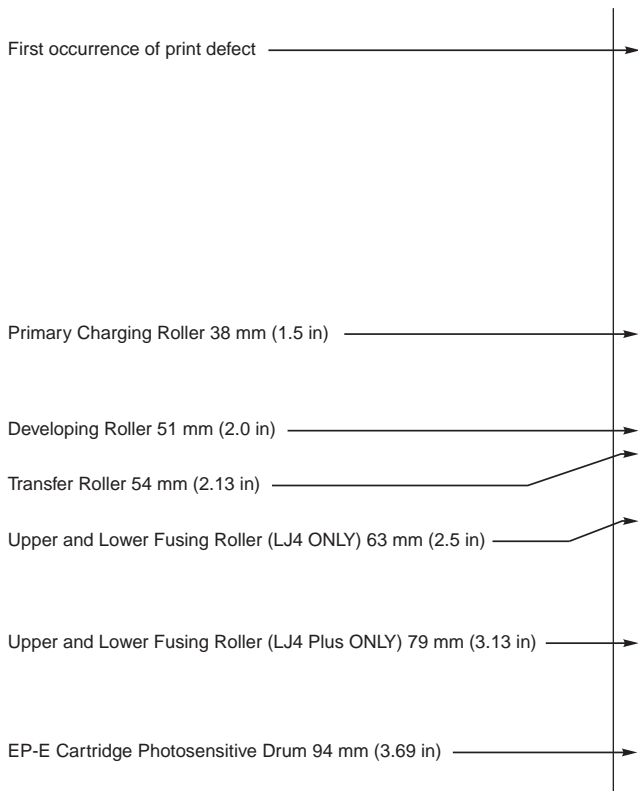 First occurrence of print defect
Primary Charging Roller 38 mm (1.5 in)
Developing Roller 51 mm (2.0 in)
Transfer Roller 54 mm (2.13 in)
Upper and Lower Fusing Roller (LJ4 ONLY) 63 mm (2.5 in)
Upper and Lower Fusing Roller (LJ4 Plus ONLY) 79 mm (3.13 in)
EP-E Cartridge Photosensitive Drum 94 mm (3.69 in)